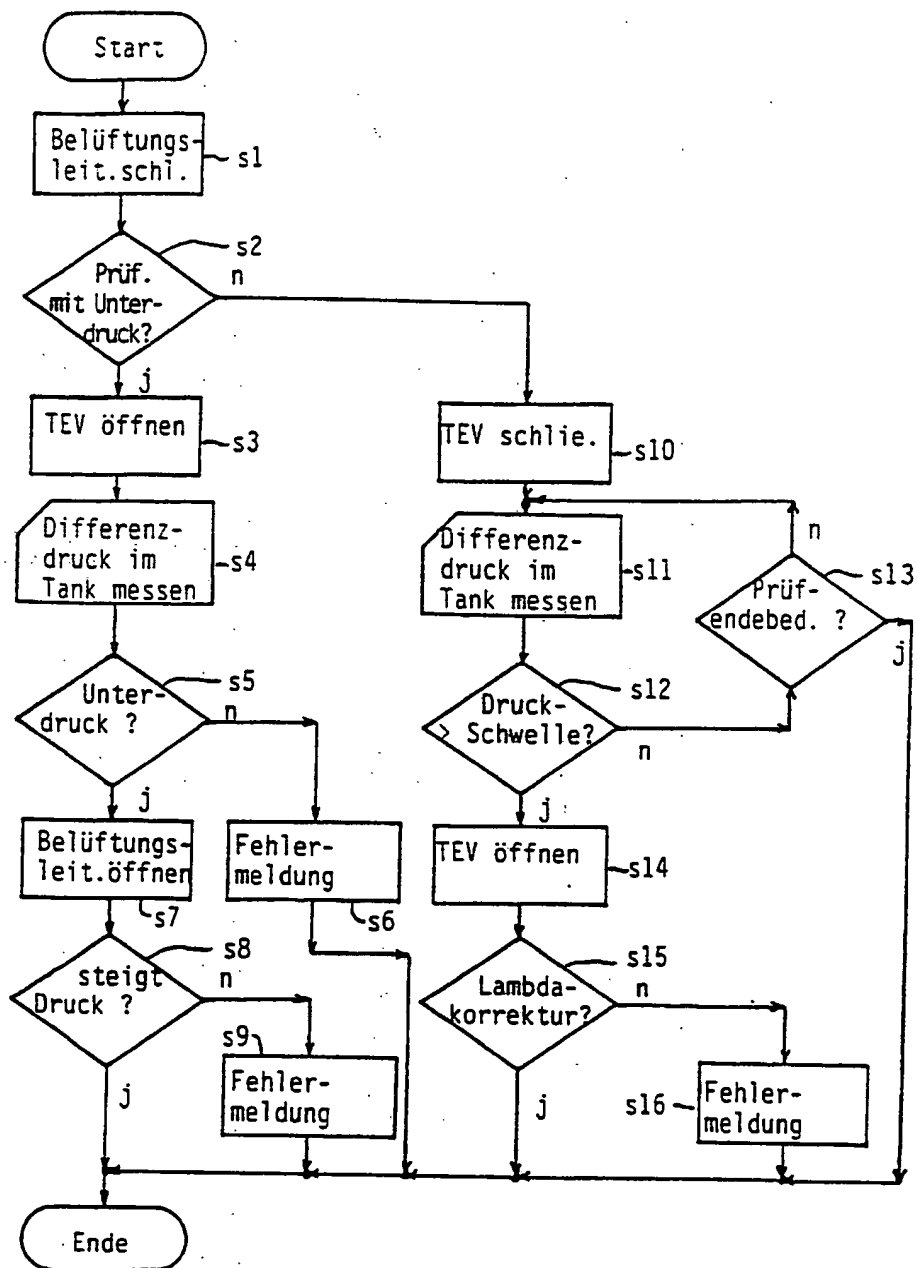 Start
Belüftungs-
leit.schl.
s1
s2
Prüf.
mit Unter-
druck?
n
j
TEV öffnen
s3
Differenz-
druck im
Tank messen
s4
Unter-
druck ?
s5
n
j
Belüftungs-
leit.öffnen
s7
Fehler-
meldung
s6
steigt
Druck ?
s8
n
j
s9
Fehler-
meldung
TEV schlie.
s10
Differenz-
druck im
Tank messen
s11
Druck-
> Schwelle?
s12
n
j
Prüf-
endebed. ?
s13
n
j
TEV öffnen
s14
Lambda-
korrektur?
s15
n
j
Fehler-
meldung
s16
Ende